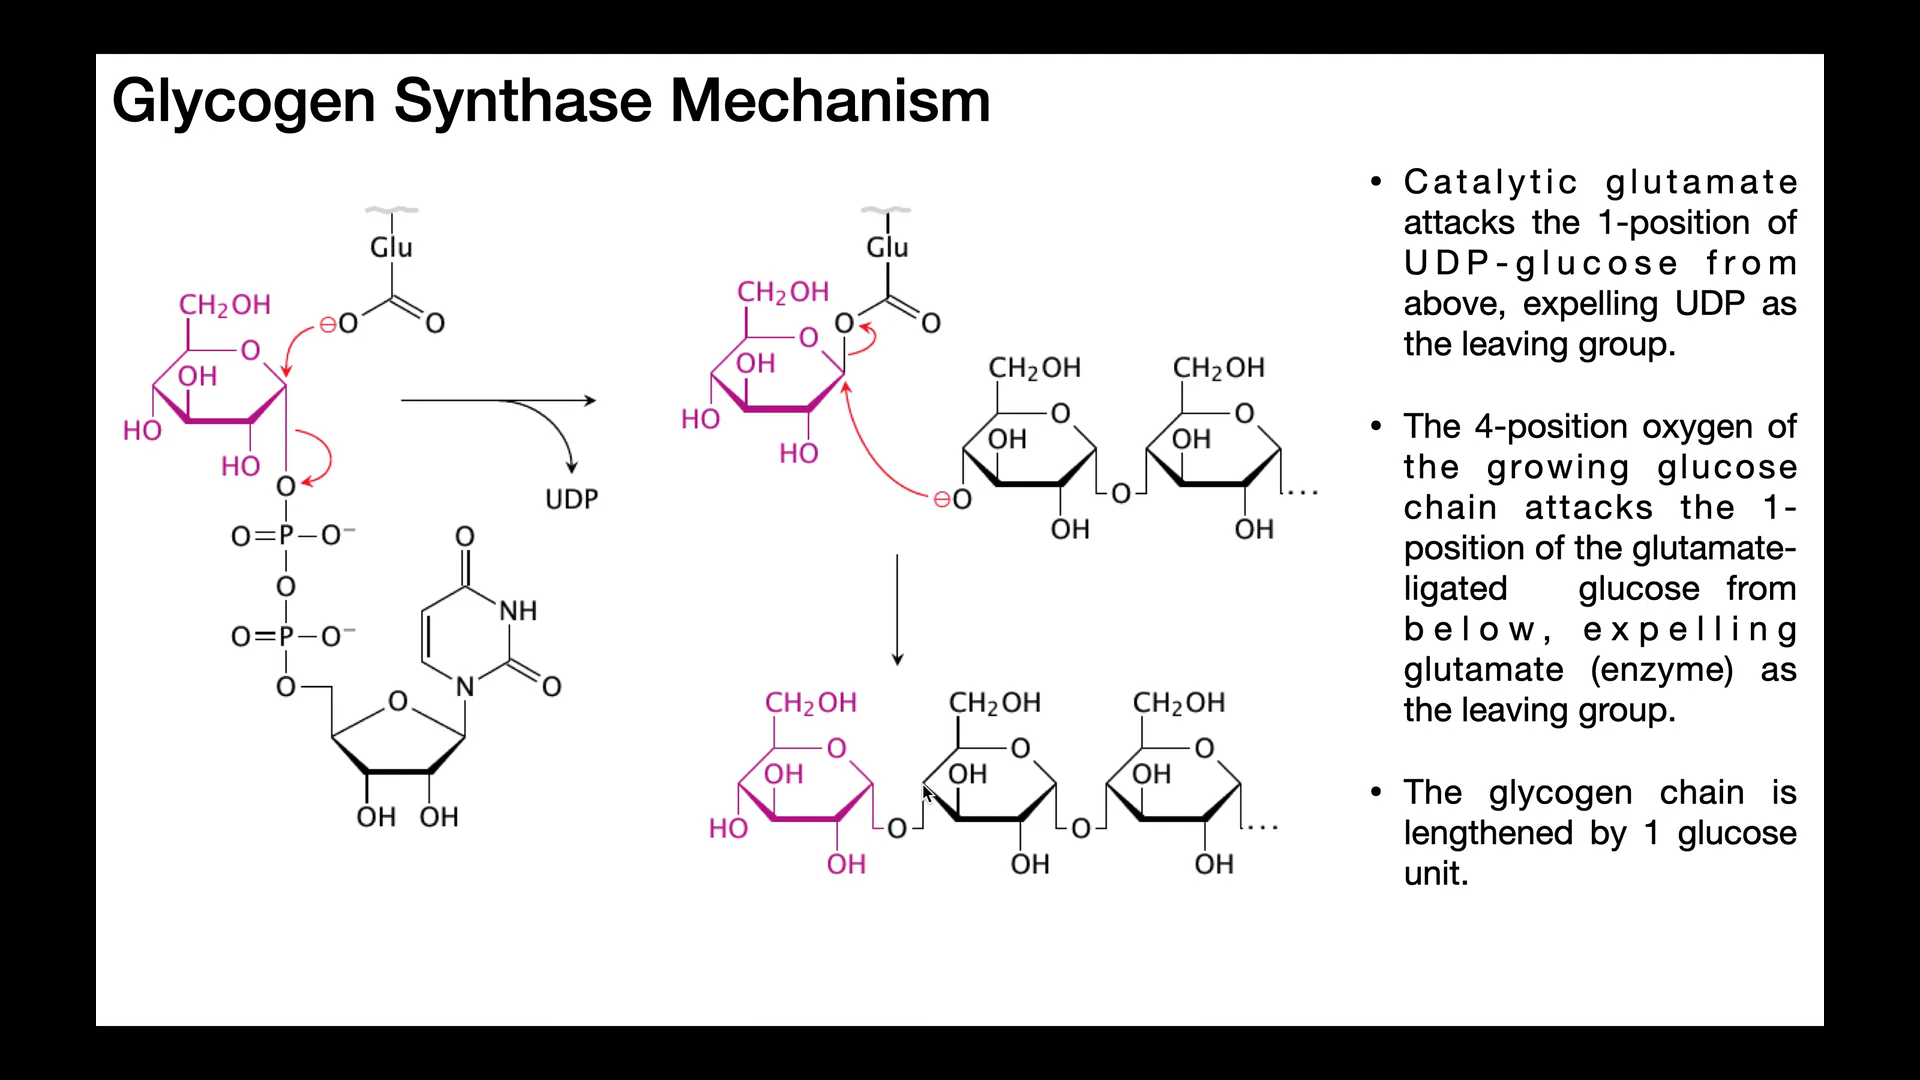 Glycogen Synthase Mechanism
Glu
⊖O
O
CH₂OH
O
OH
HO
HO
O
O=P–O⁻
O
O=P–O⁻
O
O
NH
N
O
O
OH OH
UDP
Glu
O
O
CH₂OH
O
OH
HO
HO
CH₂OH
O
OH
⊖O
OH
O
CH₂OH
O
OH
OH
...
CH₂OH
O
OH
HO
OH
O
CH₂OH
O
OH
OH
O
CH₂OH
O
OH
OH
...
• Catalytic glutamate
attacks the 1-position of
UDP-glucose from
above, expelling UDP as
the leaving group.
• The 4-position oxygen of
the growing glucose
chain attacks the 1-
position of the glutamate-
ligated glucose from
below, expelling
glutamate (enzyme) as
the leaving group.
• The glycogen chain is
lengthened by 1 glucose
unit.